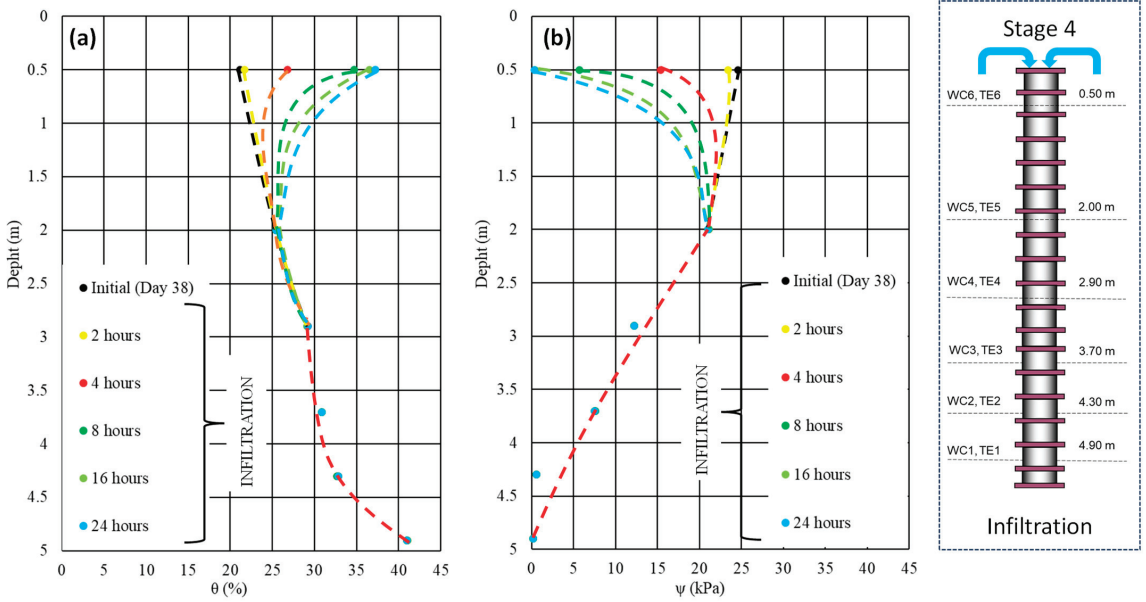 (a)
0
0.5
1
1.5
2
2.5
3
3.5
4
4.5
5
Depht (m)
Initial (Day 38)
2 hours
4 hours
8 hours
16 hours
24 hours
INFILTRATION
0 5 10 15 20 25 30 35 40 45
θ (%)
(b)
0
0.5
1
1.5
2
2.5
3
3.5
4
4.5
5
Depht (m)
Initial (Day 38)
2 hours
4 hours
8 hours
16 hours
24 hours
INFILTRATION
0 5 10 15 20 25 30 35 40 45
ψ (kPa)
Stage 4
WC6, TE6 0.50 m
WC5, TE5 2.00 m
WC4, TE4 2.90 m
WC3, TE3 3.70 m
WC2, TE2 4.30 m
WC1, TE1 4.90 m
Infiltration